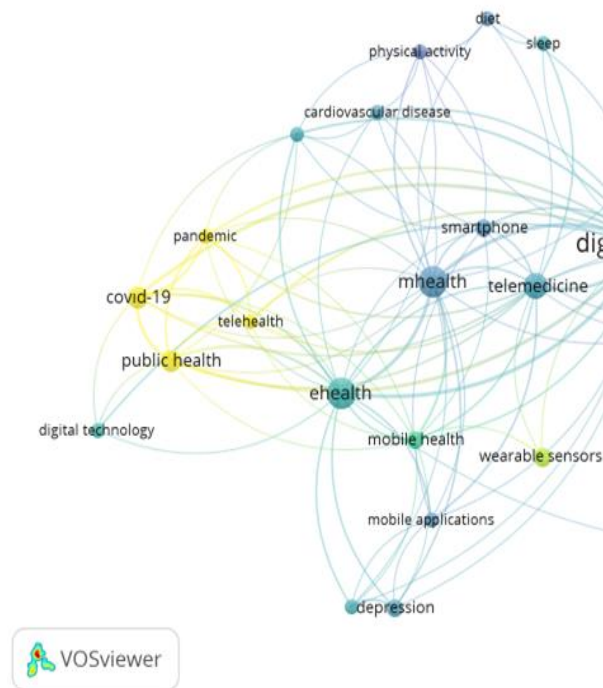 diet
sleep
physical activity
cardiovascular disease
smartphone
pandemic
dig
mhealth
telemedicine
covid-19
telehealth
public health
ehealth
digital technology
mobile health
wearable sensors
mobile applications
depression
VOSviewer